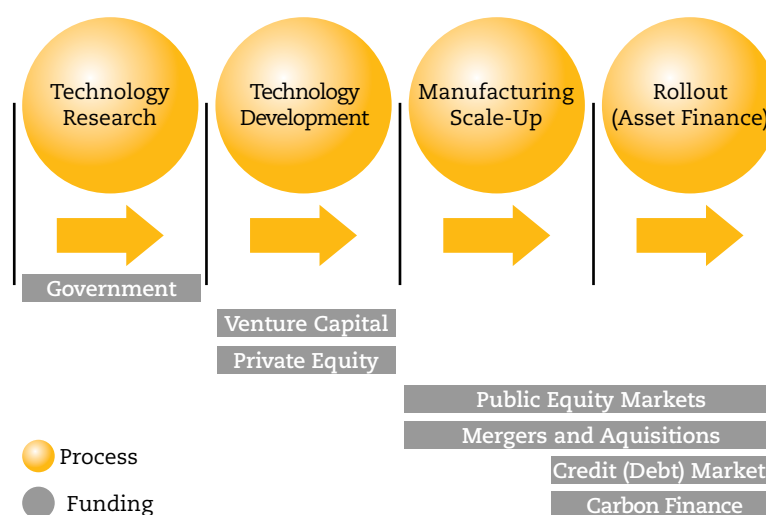 Technology
Research
Technology
Development
Manufacturing
Scale-Up
Rollout
(Asset Finance)
Government
Venture Capital
Private Equity
Public Equity Markets
Mergers and Aquisitions
Credit (Debt) Market
Carbon Finance
Process
Funding